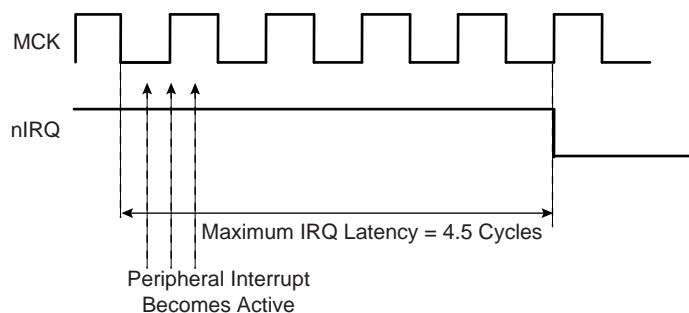 MCK
nIRQ
Maximum IRQ Latency = 4.5 Cycles
Peripheral Interrupt
Becomes Active